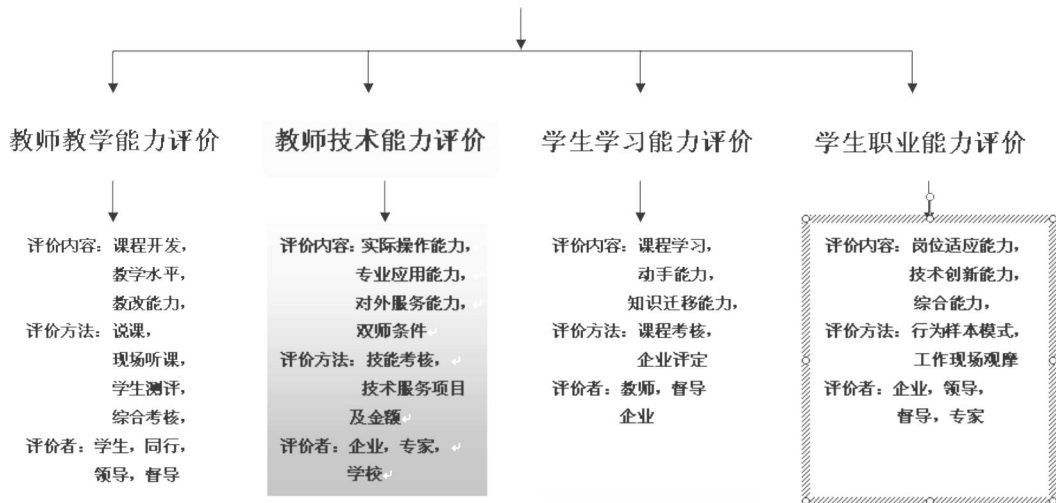 教师教学能力评价
教师技术能力评价
学生学习能力评价
学生职业能力评价
评价内容：课程开发，
教学水平，
教改能力，
评价方法：说课，
现场听课，
学生测评，
综合考核，
评价者：学生，同行，
领导，督导
评价内容：实际操作能力，
专业应用能力，
对外服务能力，
双师条件
评价方法：技能考核，
技术服务项目
及金额
评价者：企业，专家，
学校
评价内容：课程学习，
动手能力，
知识迁移能力，
评价方法：课程考核，
企业评定
评价者：教师，督导
企业
评价内容：岗位适应能力，
技术创新能力，
综合能力，
评价方法：行为样本模式，
工作现场观摩
评价者：企业，领导，
督导，专家